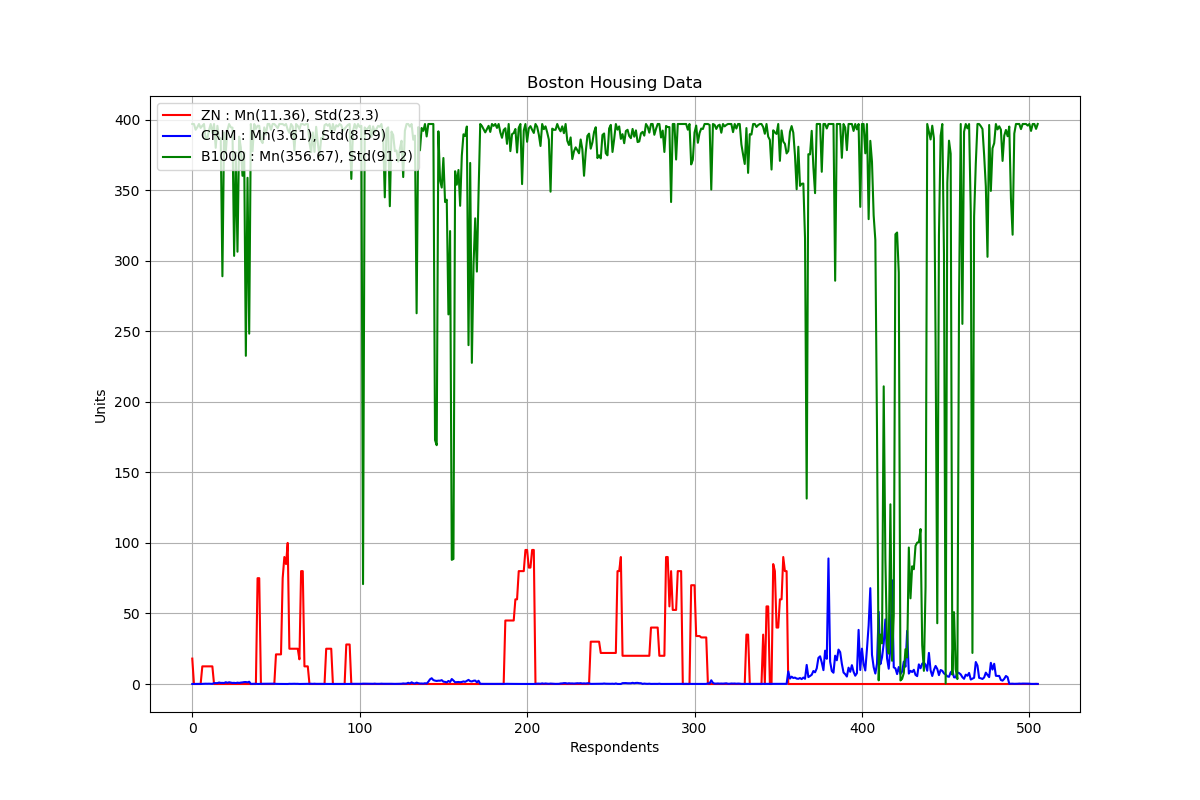 Boston Housing Data
ZN : Mn(11.36), Std(23.3)
CRIM : Mn(3.61), Std(8.59)
B1000 : Mn(356.67), Std(91.2)
400
350
300
250
200
150
100
50
0
Units
0 100 200 300 400 500
Respondents